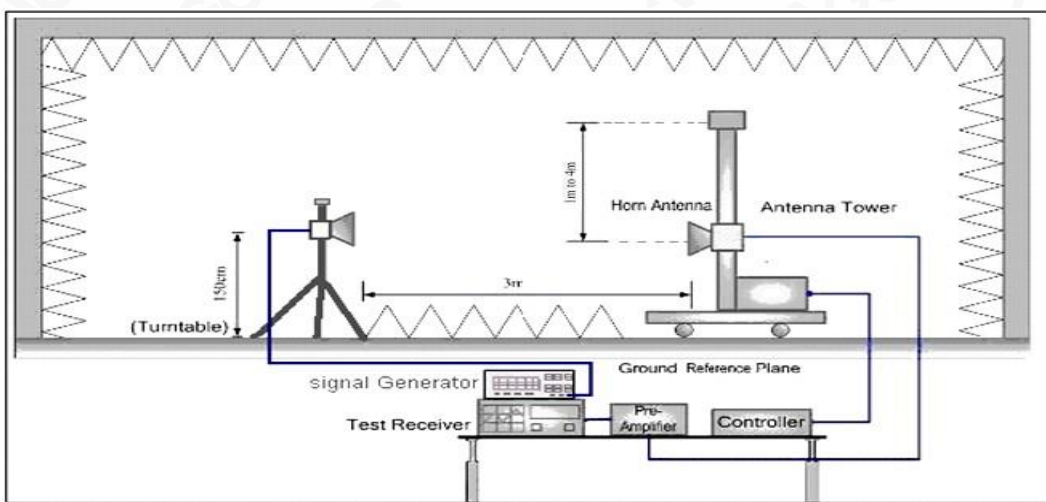 1m to 4m
Horn Antenna
Antenna Tower
150cm
3m
(Turntable)
Ground Reference Plane
signal Generator
Test Receiver
Pre-
Amplifier
Controller